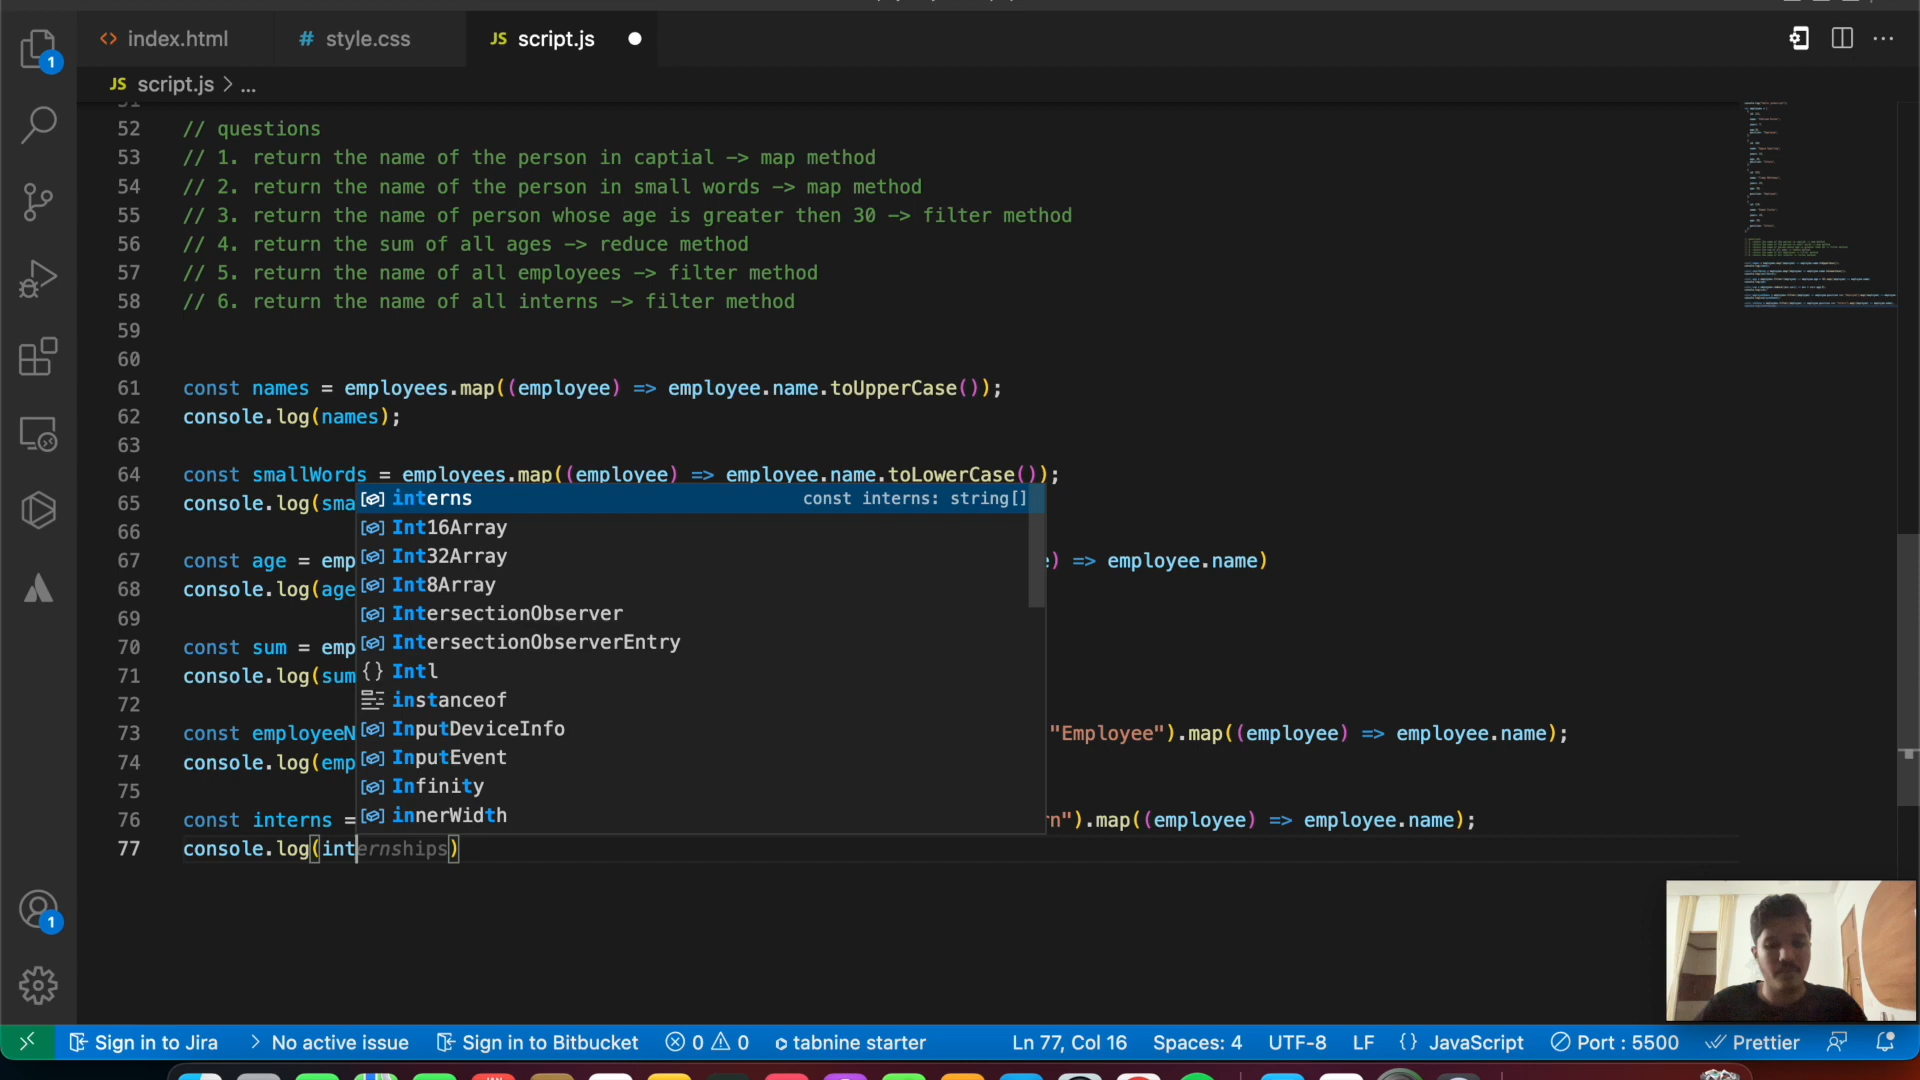 index.html
# style.css
JS script.js
JS script.js > ...
1
52 // questions
53 // 1. return the name of the person in captial -> map method
54 // 2. return the name of the person in small words -> map method
55 // 3. return the name of person whose age is greater then 30 -> filter method
56 // 4. return the sum of all ages -> reduce method
57 // 5. return the name of all employees -> filter method
58 // 6. return the name of all interns -> filter method
59
60
61 const names = employees.map((employee) => employee.name.toUpperCase());
62 console.log(names);
63
64 const smallWords = employees.map((employee) => employee.name.toLowerCase());
65 console.log(sma
interns const interns: string[]
66
Int16Array
Int32Array
67 const age = emp
) => employee.name)
Int8Array
68 console.log(age
IntersectionObserver
69
IntersectionObserverEntry
70 const sum = emp
Intl
71 console.log(sum
instanceof
72
InputDeviceInfo
73 const employeeN
"Employee").map((employee) => employee.name);
InputEvent
74 console.log(emp
Infinity
75
innerWidth
76 const interns =
n").map((employee) => employee.name);
77 console.log(internships)
1
Sign in to Jira
No active issue
Sign in to Bitbucket
0
0
tabnine starter
Ln 77, Col 16
Spaces: 4
UTF-8
LF
{ } JavaScript
Port : 5500
Prettier